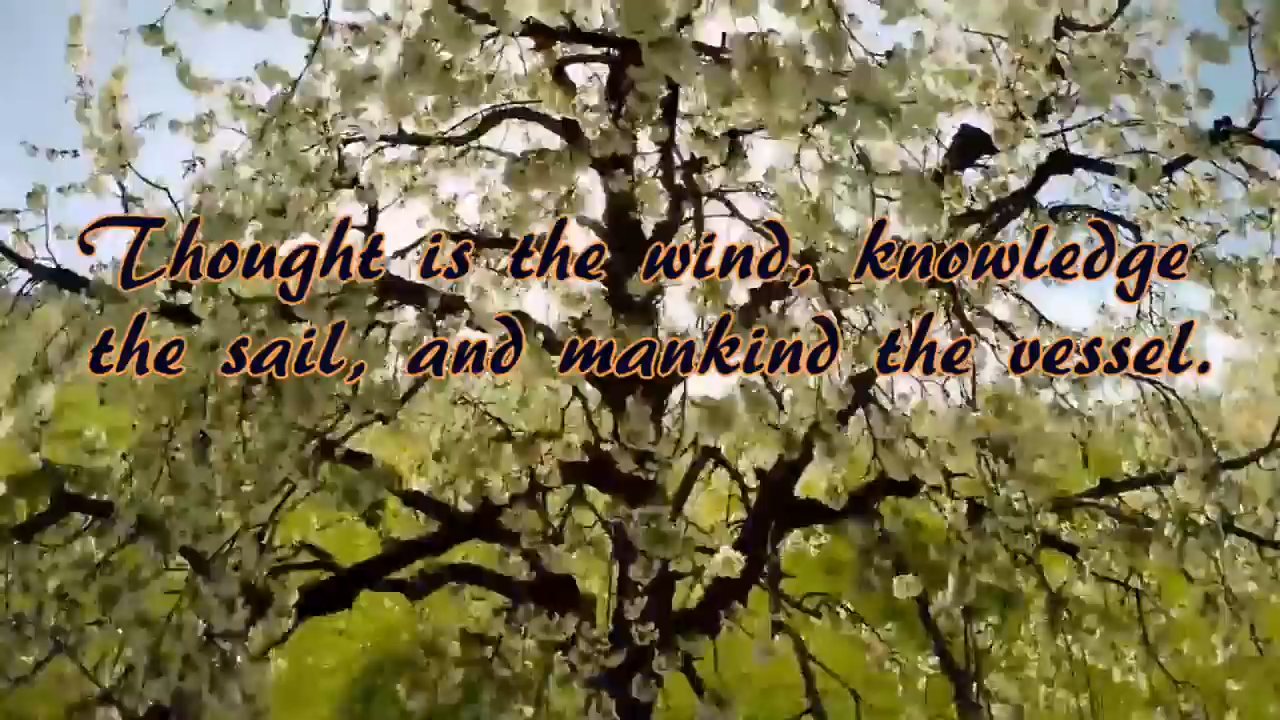 Thought is the wind, knowledge
the sail, and mankind the vessel.